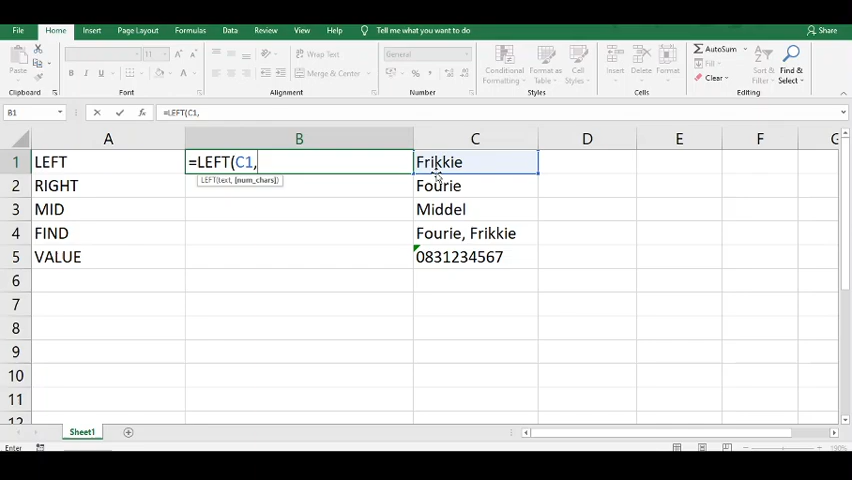 File Home Insert Page Layout Formulas Data Review View Help Tell me what you want to do Share
Paste
11
B I U
Wrap Text
Merge & Center
General
%
Conditional Formatting
Format as Table
Cell Styles
Insert
Delete
Format
AutoSum
Fill
Clear
Sort & Filter
Find & Select
Clipboard Font Alignment Number Styles Cells Editing
B1 fx =LEFT(C1,
A B C D E F G
1 LEFT =LEFT(C1, Frikkie
LEFT(text, [num_chars])
2 RIGHT Fourie
3 MID Middel
4 FIND Fourie, Frikkie
5 VALUE 0831234567
6
7
8
9
10
11
12
Sheet1
Enter 190%